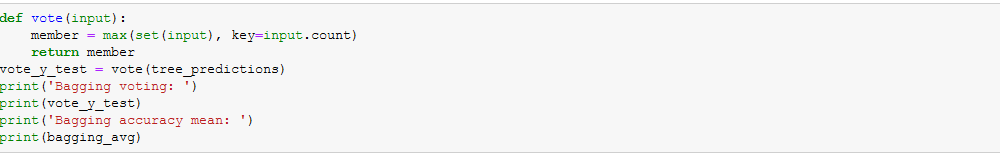 def vote(input):
    member = max(set(input), key=input.count)
    return member
vote_y_test = vote(tree_predictions)
print('Bagging voting: ')
print(vote_y_test)
print('Bagging accuracy mean: ')
print(bagging_avg)